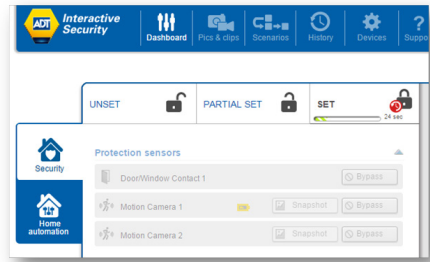 ADT Interactive Security
Dashboard
Pics & clips
Scenarios
History
Devices
Suppo
UNSET
PARTIAL SET
SET
24 sec
Security
Home automation
Protection sensors
Door/Window Contact 1
Bypass
Motion Camera 1
Snapshot
Bypass
Motion Camera 2
Snapshot
Bypass